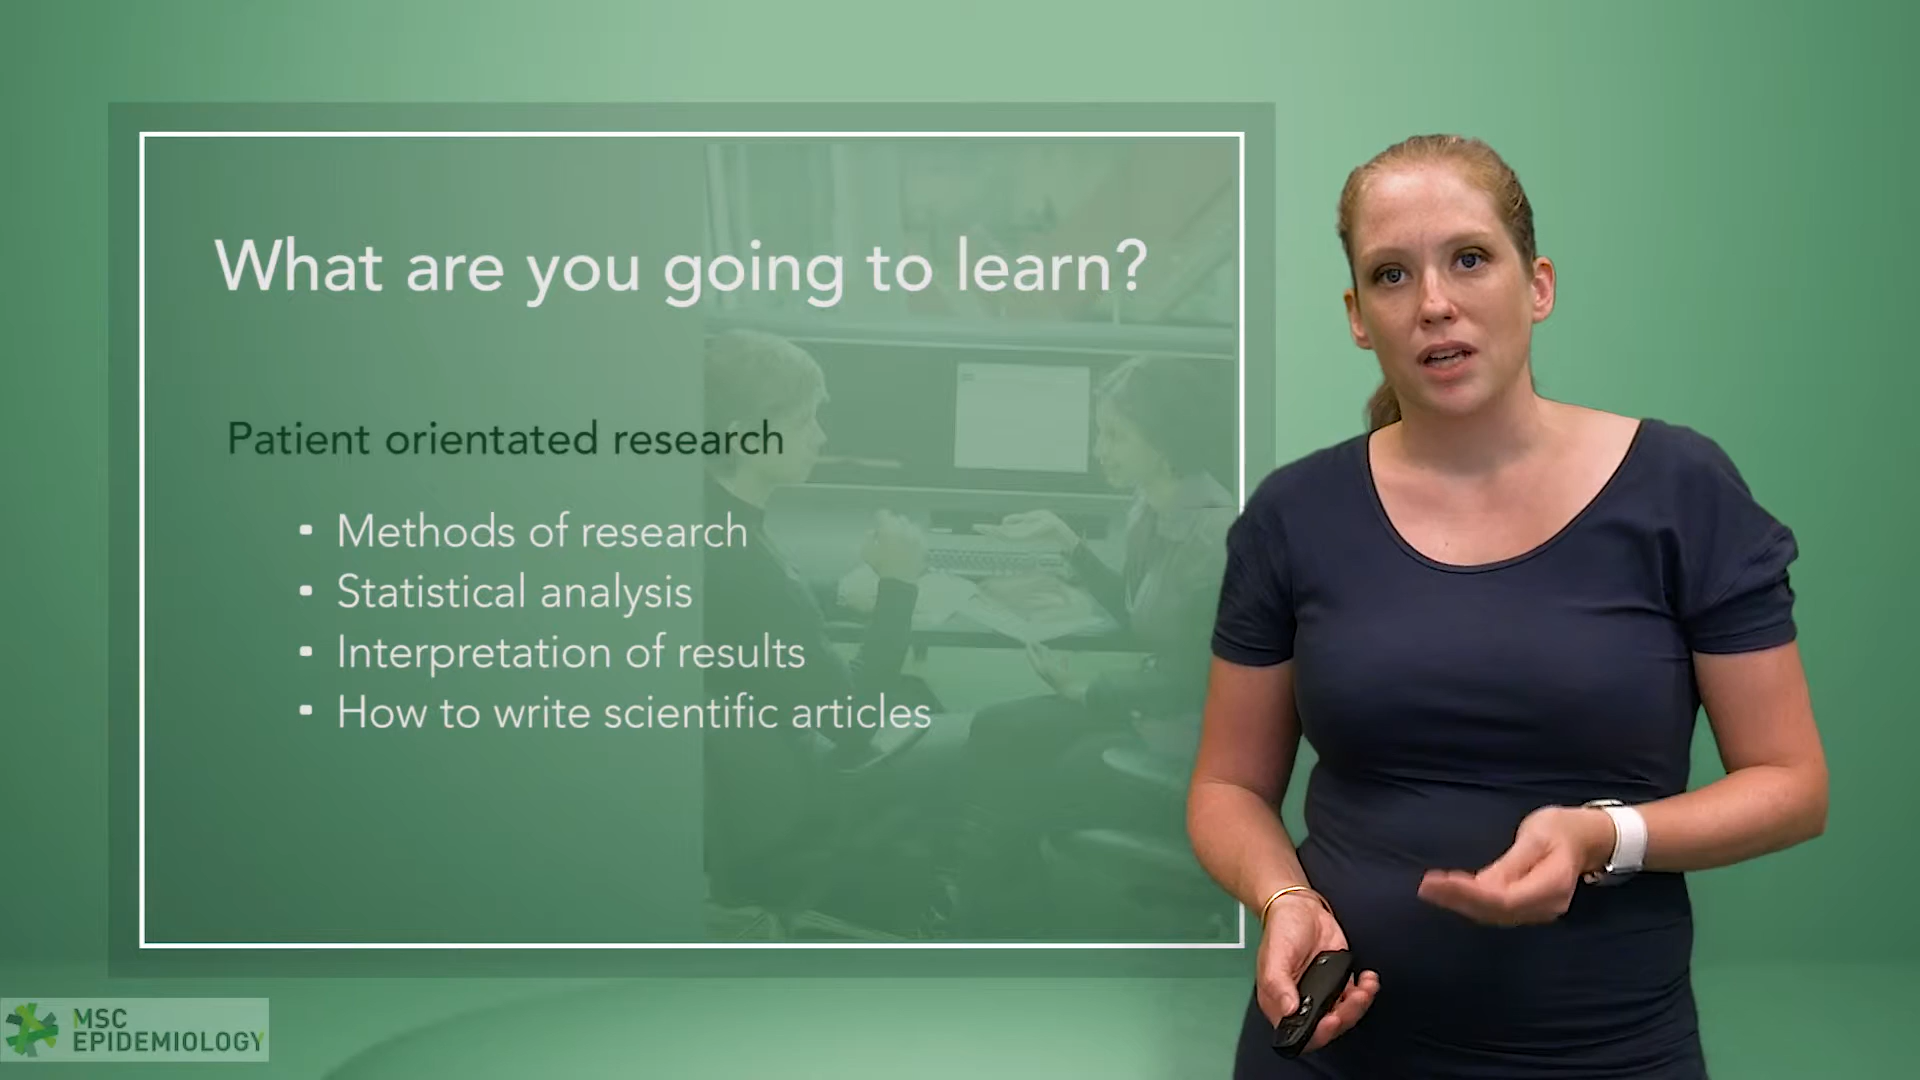 What are you going to learn?
Patient orientated research
▪ Methods of research
▪ Statistical analysis
▪ Interpretation of results
▪ How to write scientific articles
MSC
EPIDEMIOLOGY